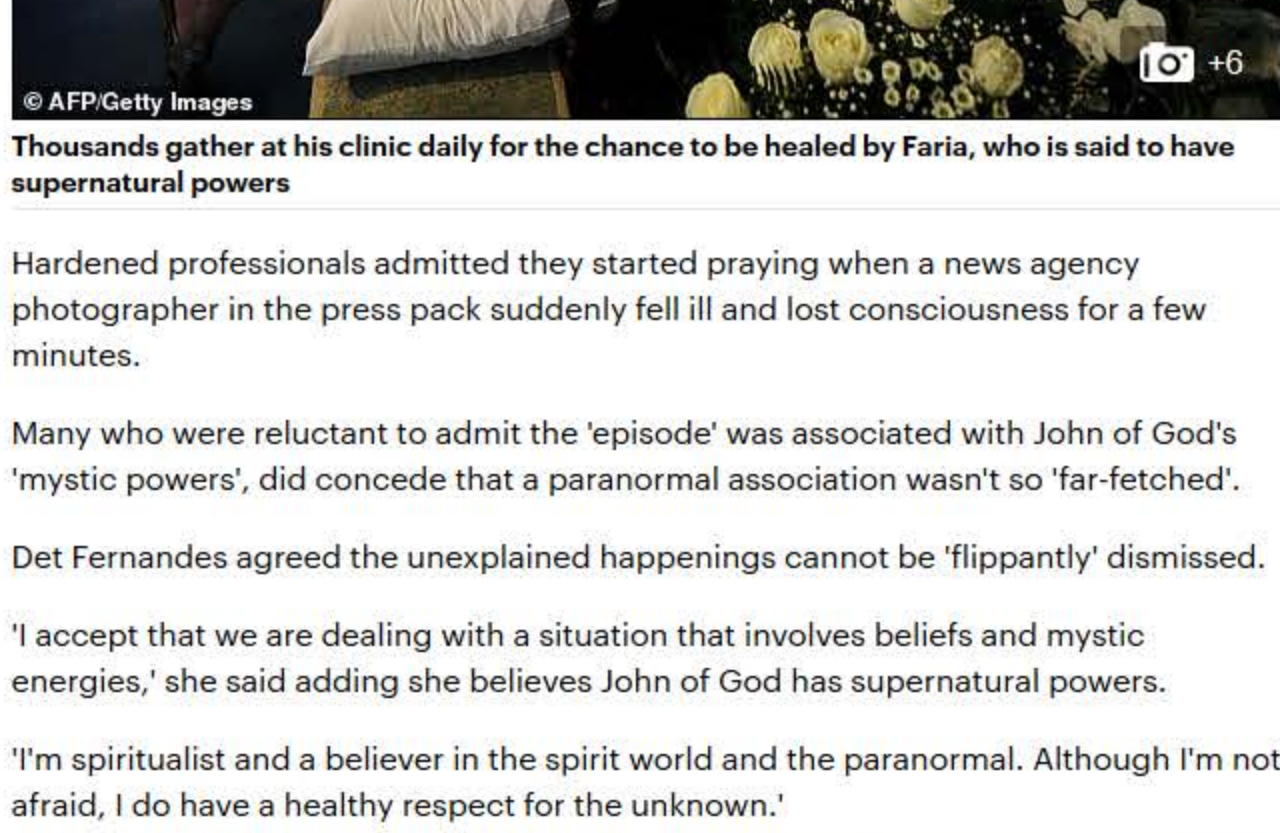 +6
© AFP/Getty Images
Thousands gather at his clinic daily for the chance to be healed by Faria, who is said to have
supernatural powers
Hardened professionals admitted they started praying when a news agency
photographer in the press pack suddenly fell ill and lost consciousness for a few
minutes.
Many who were reluctant to admit the 'episode' was associated with John of God's
'mystic powers', did concede that a paranormal association wasn't so 'far-fetched'.
Det Fernandes agreed the unexplained happenings cannot be 'flippantly' dismissed.
'I accept that we are dealing with a situation that involves beliefs and mystic
energies,' she said adding she believes John of God has supernatural powers.
'I'm spiritualist and a believer in the spirit world and the paranormal. Although I'm not
afraid, I do have a healthy respect for the unknown.'